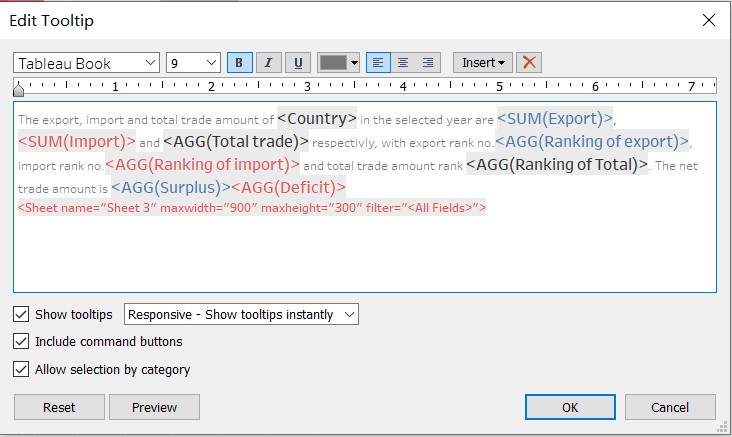 Edit Tooltip
Tableau Book 9 B I U Insert
1 2 3 4 5 6 7
The export, import and total trade amount of <Country> in the selected year are <SUM(Export)>,
<SUM(Import)> and <AGG(Total trade)> respectivly, with export rank no.<AGG(Ranking of export)>,
import rank no.<AGG(Ranking of import)> and total trade amount rank <AGG(Ranking of Total)>. The net
trade amount is <AGG(Surplus)><AGG(Deficit)>
<Sheet name="Sheet 3" maxwidth="900" maxheight="300" filter="<All Fields>">
Show tooltips Responsive - Show tooltips instantly
Include command buttons
Allow selection by category
Reset Preview OK Cancel